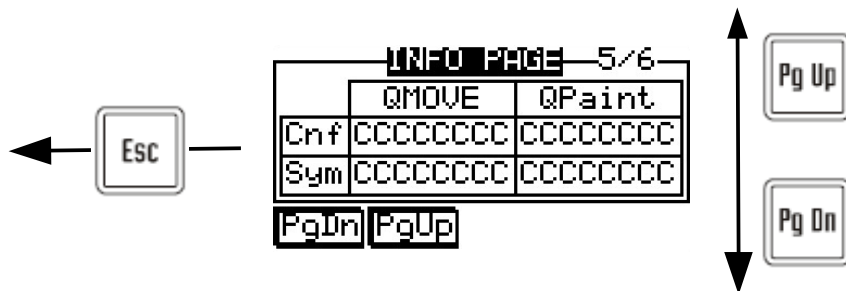 INFO PAGE 5/6
QMOVE QPaint
Cnf CCCCCCCC CCCCCCCC
Sym CCCCCCCC CCCCCCCC
PgDn PgUp
Esc
Pg Up
Pg Dn